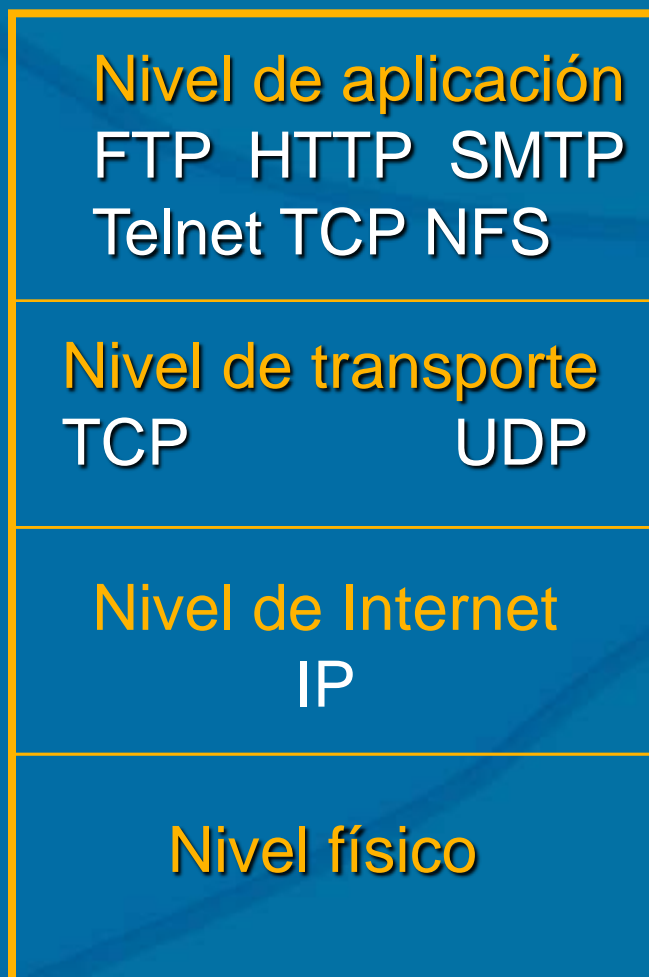 Nivel de aplicación
FTP HTTP SMTP
Telnet TCP NFS
Nivel de transporte
TCP UDP
Nivel de Internet
IP
Nivel físico